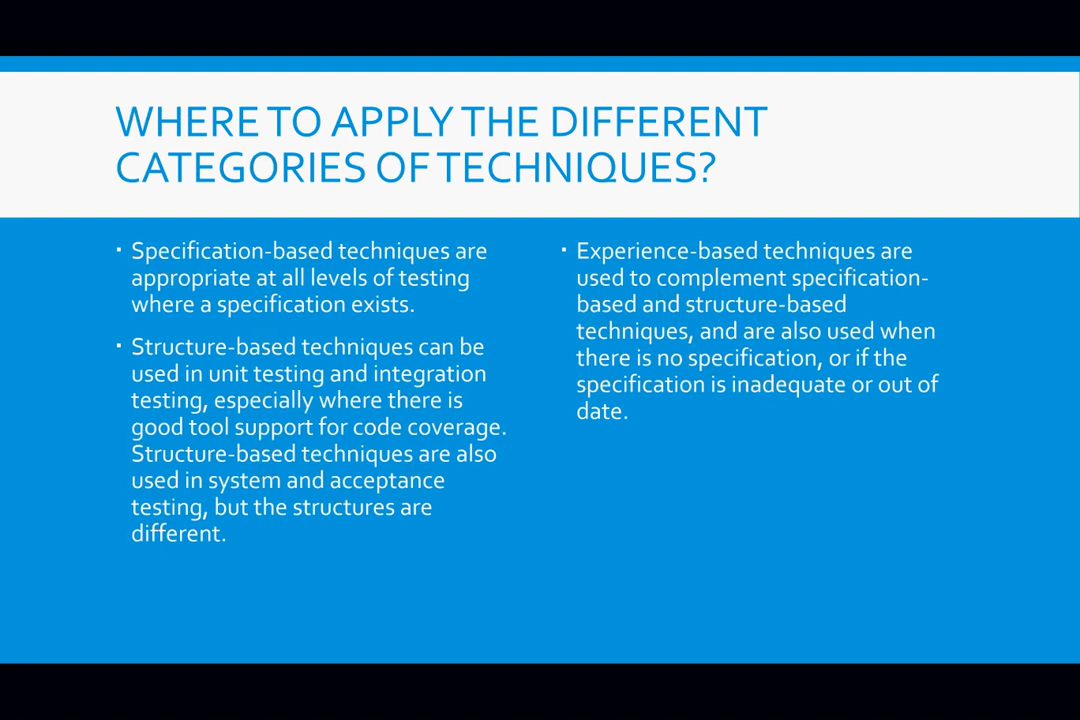 WHERE TO APPLY THE DIFFERENT
CATEGORIES OF TECHNIQUES?
▪ Specification-based techniques are
appropriate at all levels of testing
where a specification exists.
▪ Structure-based techniques can be
used in unit testing and integration
testing, especially where there is
good tool support for code coverage.
Structure-based techniques are also
used in system and acceptance
testing, but the structures are
different.
▪ Experience-based techniques are
used to complement specification-
based and structure-based
techniques, and are also used when
there is no specification, or if the
specification is inadequate or out of
date.